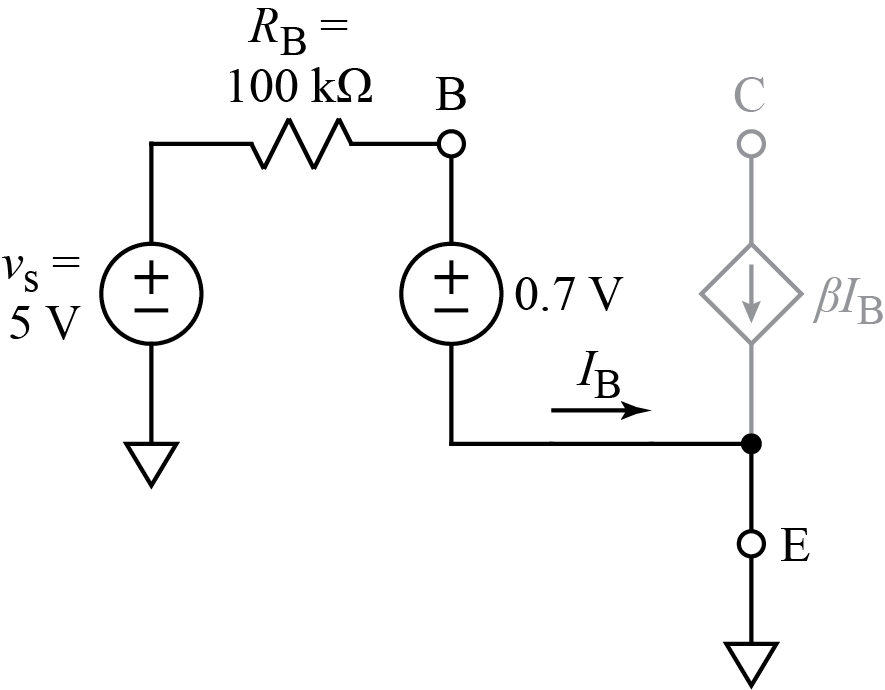 R_B =
100 kΩ
B
C
v_s =
5 V
+
−
+
−
0.7 V
βI_B
I_B
E